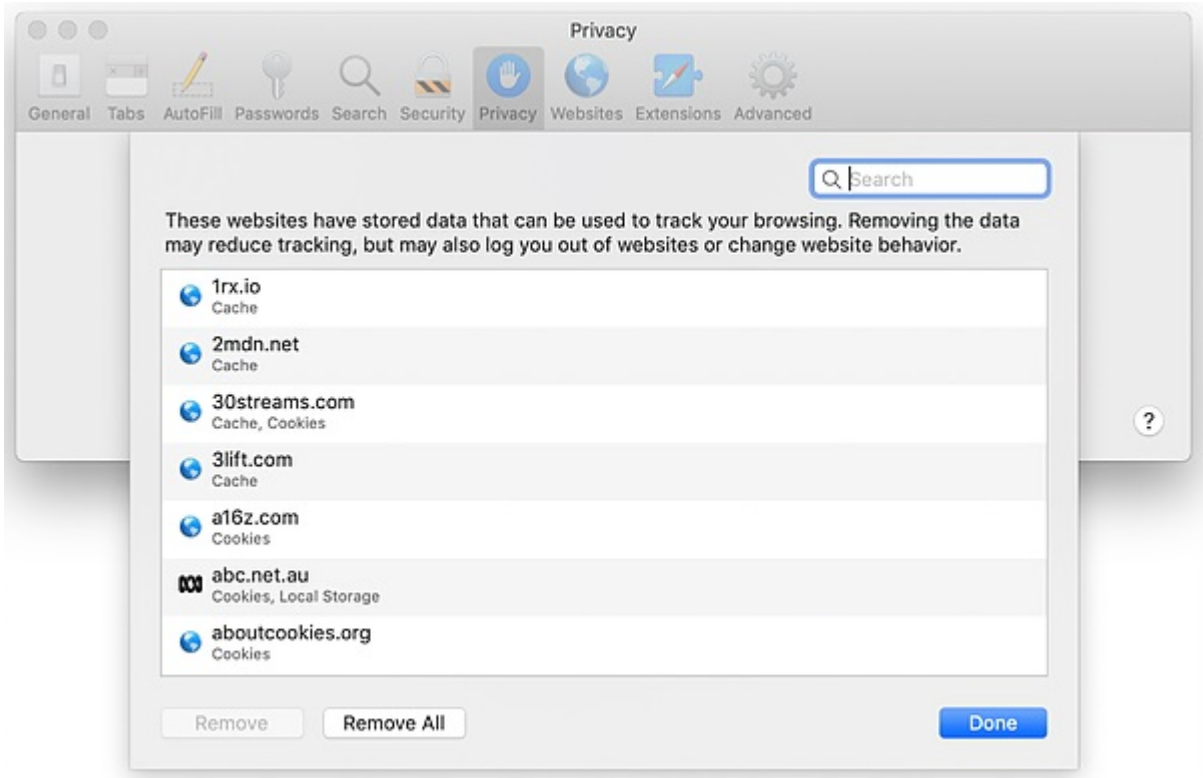 Privacy
General Tabs AutoFill Passwords Search Security Privacy Websites Extensions Advanced
Search
These websites have stored data that can be used to track your browsing. Removing the data
may reduce tracking, but may also log you out of websites or change website behavior.
1rx.io
Cache
2mdn.net
Cache
30streams.com
Cache, Cookies
3lift.com
Cache
a16z.com
Cookies
abc.net.au
Cookies, Local Storage
aboutcookies.org
Cookies
?
Remove Remove All Done